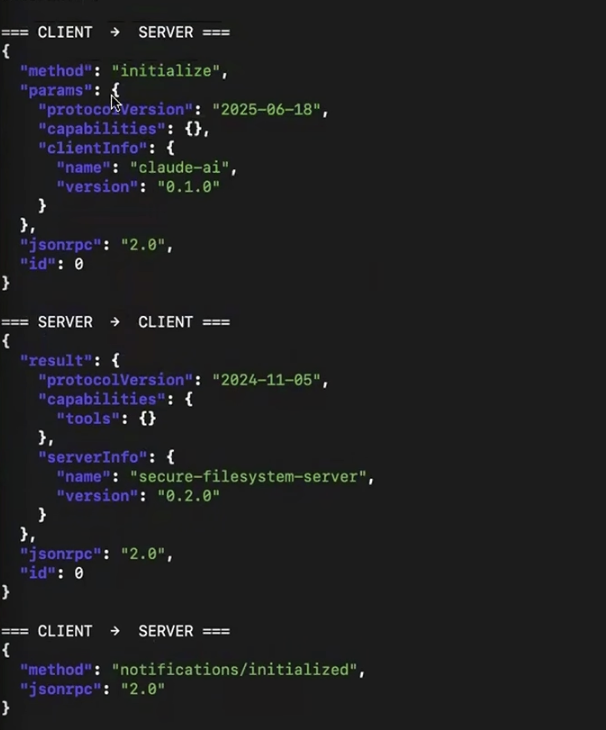 === CLIENT → SERVER ===
{
  "method": "initialize",
  "params": {
    "protocolVersion": "2025-06-18",
    "capabilities": {},
    "clientInfo": {
      "name": "claude-ai",
      "version": "0.1.0"
    }
  },
  "jsonrpc": "2.0",
  "id": 0
}
=== SERVER → CLIENT ===
{
  "result": {
    "protocolVersion": "2024-11-05",
    "capabilities": {
      "tools": {}
    },
    "serverInfo": {
      "name": "secure-filesystem-server",
      "version": "0.2.0"
    }
  },
  "jsonrpc": "2.0",
  "id": 0
}
=== CLIENT → SERVER ===
{
  "method": "notifications/initialized",
  "jsonrpc": "2.0"
}